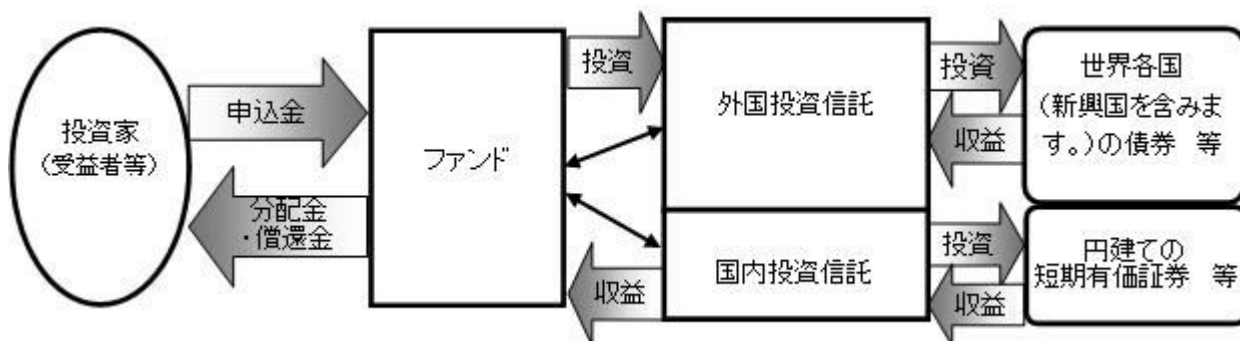 投資家
(受益者等)
申込金
分配金
・償還金
ファンド
投資
収益
外国投資信託
国内投資信託
投資
収益
投資
収益
世界各国
(新興国を含みま
す。)の債券　等
円建ての
短期有価証券　等